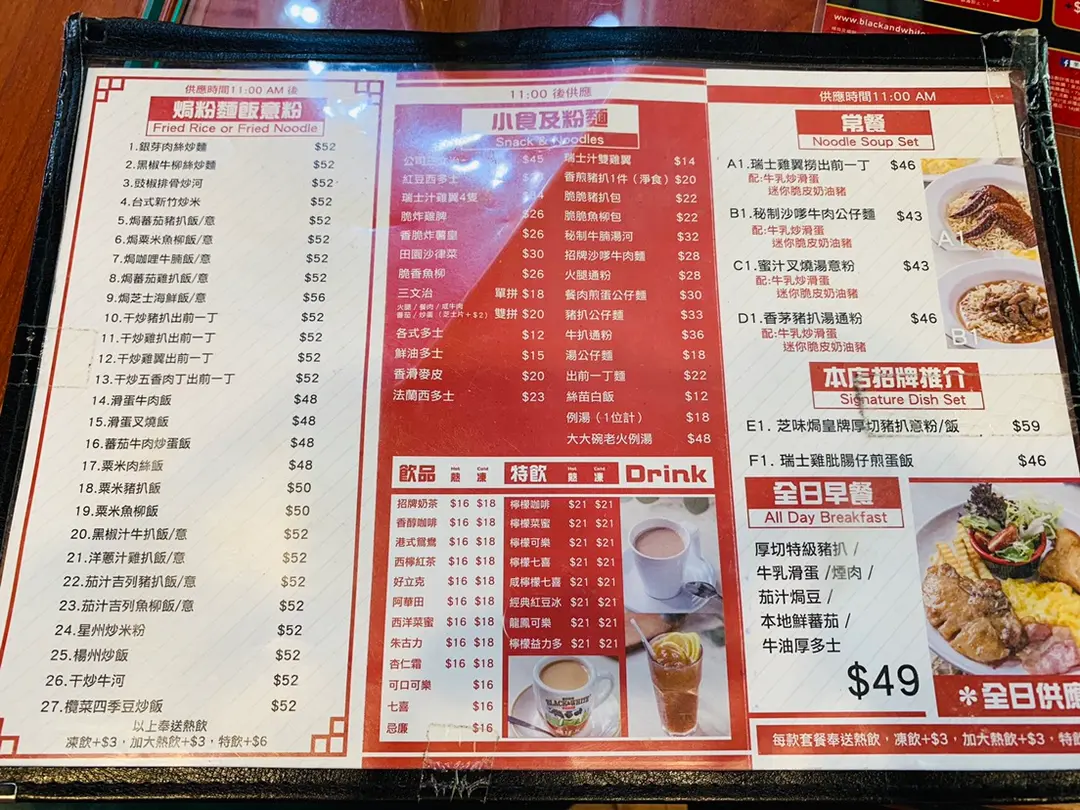 www.blackandwhite
供應時間11:00 AM 後
焗粉麵飯意粉
Fried Rice or Fried Noodle
1.銀芽肉絲炒麵 $52
2.黑椒牛柳絲炒麵 $52
3.豉椒排骨炒河 $52
4.台式新竹炒米 $52
5.焗蕃茄豬扒飯/意 $52
6.焗粟米魚柳飯/意 $52
7.焗咖喱牛腩飯/意 $52
8.焗蕃茄雞扒飯/意 $52
9.焗芝士海鮮飯/意 $56
10.干炒豬扒出前一丁 $52
11.干炒雞扒出前一丁 $52
12.干炒雞翼出前一丁 $52
13.干炒五香肉丁出前一丁 $52
14.滑蛋牛肉飯 $48
15.滑蛋叉燒飯 $48
16.蕃茄牛肉炒蛋飯 $48
17.粟米肉絲飯 $48
18.粟米豬扒飯 $50
19.粟米魚柳飯 $50
20.黑椒汁牛扒飯/意 $52
21.洋蔥汁雞扒飯/意 $52
22.茄汁吉列豬扒飯/意 $52
23.茄汁吉列魚柳飯/意 $52
24.星州炒米粉 $52
25.楊州炒飯 $52
26.干炒牛河 $52
27.欖菜四季豆炒飯 $52
以上奉送熱飲
凍飲+$3，加大熱飲+$3，特飲+$6
11:00 後供應
小食及粉麵
Snack & Noodles
公司三文治 $45
紅豆西多士
瑞士汁雞翼4隻
脆炸雞脾 $26
香脆炸薯皇 $26
田園沙律菜 $30
脆香魚柳 $26
三文治 單拼 $18
火腿 / 餐肉 / 咸牛肉
番茄 / 炒蛋 (芝士片+$2) 雙拼 $20
各式多士 $12
鮮油多士 $15
香滑麥皮 $20
法蘭西多士 $23
瑞士汁雙雞翼 $14
香煎豬扒1件（淨食）$20
脆脆豬扒包 $22
脆脆魚柳包 $22
秘制牛腩湯河 $32
招牌沙嗲牛肉麵 $28
火腿通粉 $28
餐肉煎蛋公仔麵 $30
豬扒公仔麵 $33
牛扒通粉 $36
湯公仔麵 $18
出前一丁麵 $22
絲苗白飯 $12
例湯（1位計） $18
大大碗老火例湯 $48
飲品 Hot 熱 Cold 凍
招牌奶茶 $16 $18
香醇咖啡 $16 $18
港式鴛鴦 $16 $18
西檸紅茶 $16 $18
好立克 $16 $18
阿華田 $16 $18
西洋菜蜜 $16 $18
朱古力 $16 $18
杏仁霜 $16 $18
可口可樂 $16
七喜 $16
忌廉 $16
特飲 Hot 熱 Cold 凍 Drink
檸檬咖啡 $21 $21
檸檬菜蜜 $21 $21
檸檬可樂 $21 $21
檸檬七喜 $21 $21
咸檸檬七喜 $21 $21
經典紅豆冰 $21 $21
龍鳳可樂 $21 $21
檸檬益力多 $21 $21
BLACK&WHITE
供應時間11:00 AM
常餐
Noodle Soup Set
A1.瑞士雞翼撈出前一丁 $46
配:牛乳炒滑蛋
迷你脆皮奶油豬
B1.秘制沙嗲牛肉公仔麵 $43
配:牛乳炒滑蛋
迷你脆皮奶油豬
C1.蜜汁叉燒湯意粉 $43
配:牛乳炒滑蛋
迷你脆皮奶油豬
D1.香茅豬扒湯通粉 $46
配:牛乳炒滑蛋
迷你脆皮奶油豬
A1
B1
本店招牌推介
Signature Dish Set
E1. 芝味焗皇牌厚切豬扒意粉/飯 $59
F1. 瑞士雞肶腸仔煎蛋飯 $46
全日早餐
All Day Breakfast
厚切特級豬扒 /
牛乳滑蛋 /煙肉 /
茄汁焗豆 /
本地鮮蕃茄 /
牛油厚多士
$49
＊全日供應
每款套餐奉送熱飲，凍飲+$3，加大熱飲+$3，特飲